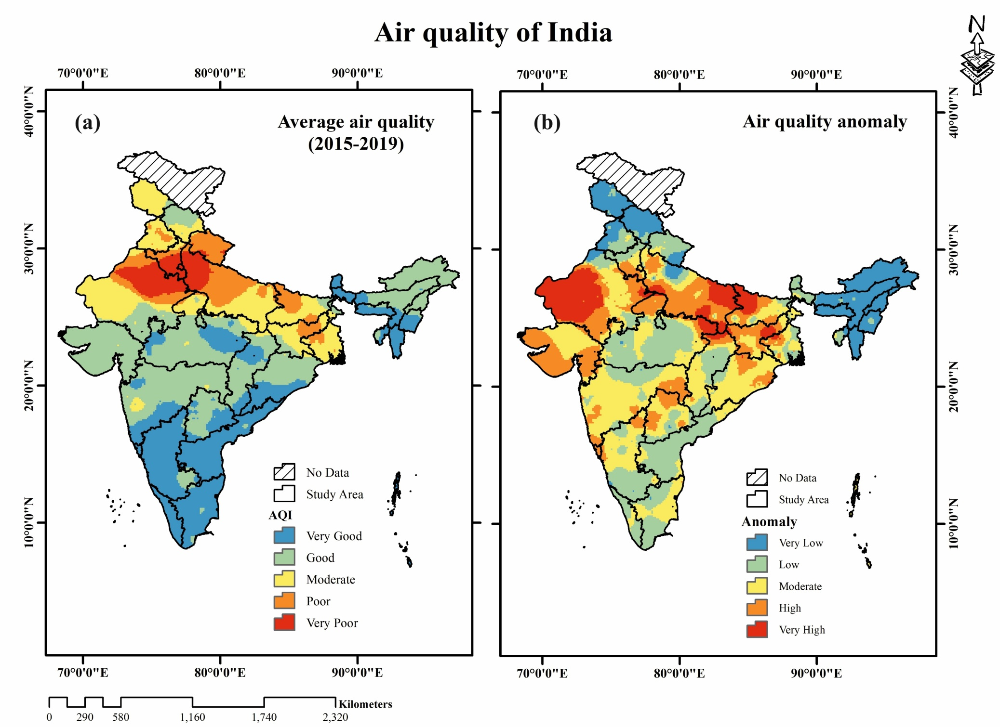 Air quality of India
N
70°0'0"E 80°0'0"E 90°0'0"E
70°0'0"E 80°0'0"E 90°0'0"E
40°0'0"N
30°0'0"N
20°0'0"N
10°0'0"N
(a)
Average air quality
(2015-2019)
No Data
Study Area
AQI
Very Good
Good
Moderate
Poor
Very Poor
(b)
Air quality anomaly
No Data
Study Area
Anomaly
Very Low
Low
Moderate
High
Very High
40°0'0"N
30°0'0"N
20°0'0"N
10°0'0"N
70°0'0"E 80°0'0"E 90°0'0"E
70°0'0"E 80°0'0"E 90°0'0"E
Kilometers
0 290 580 1,160 1,740 2,320